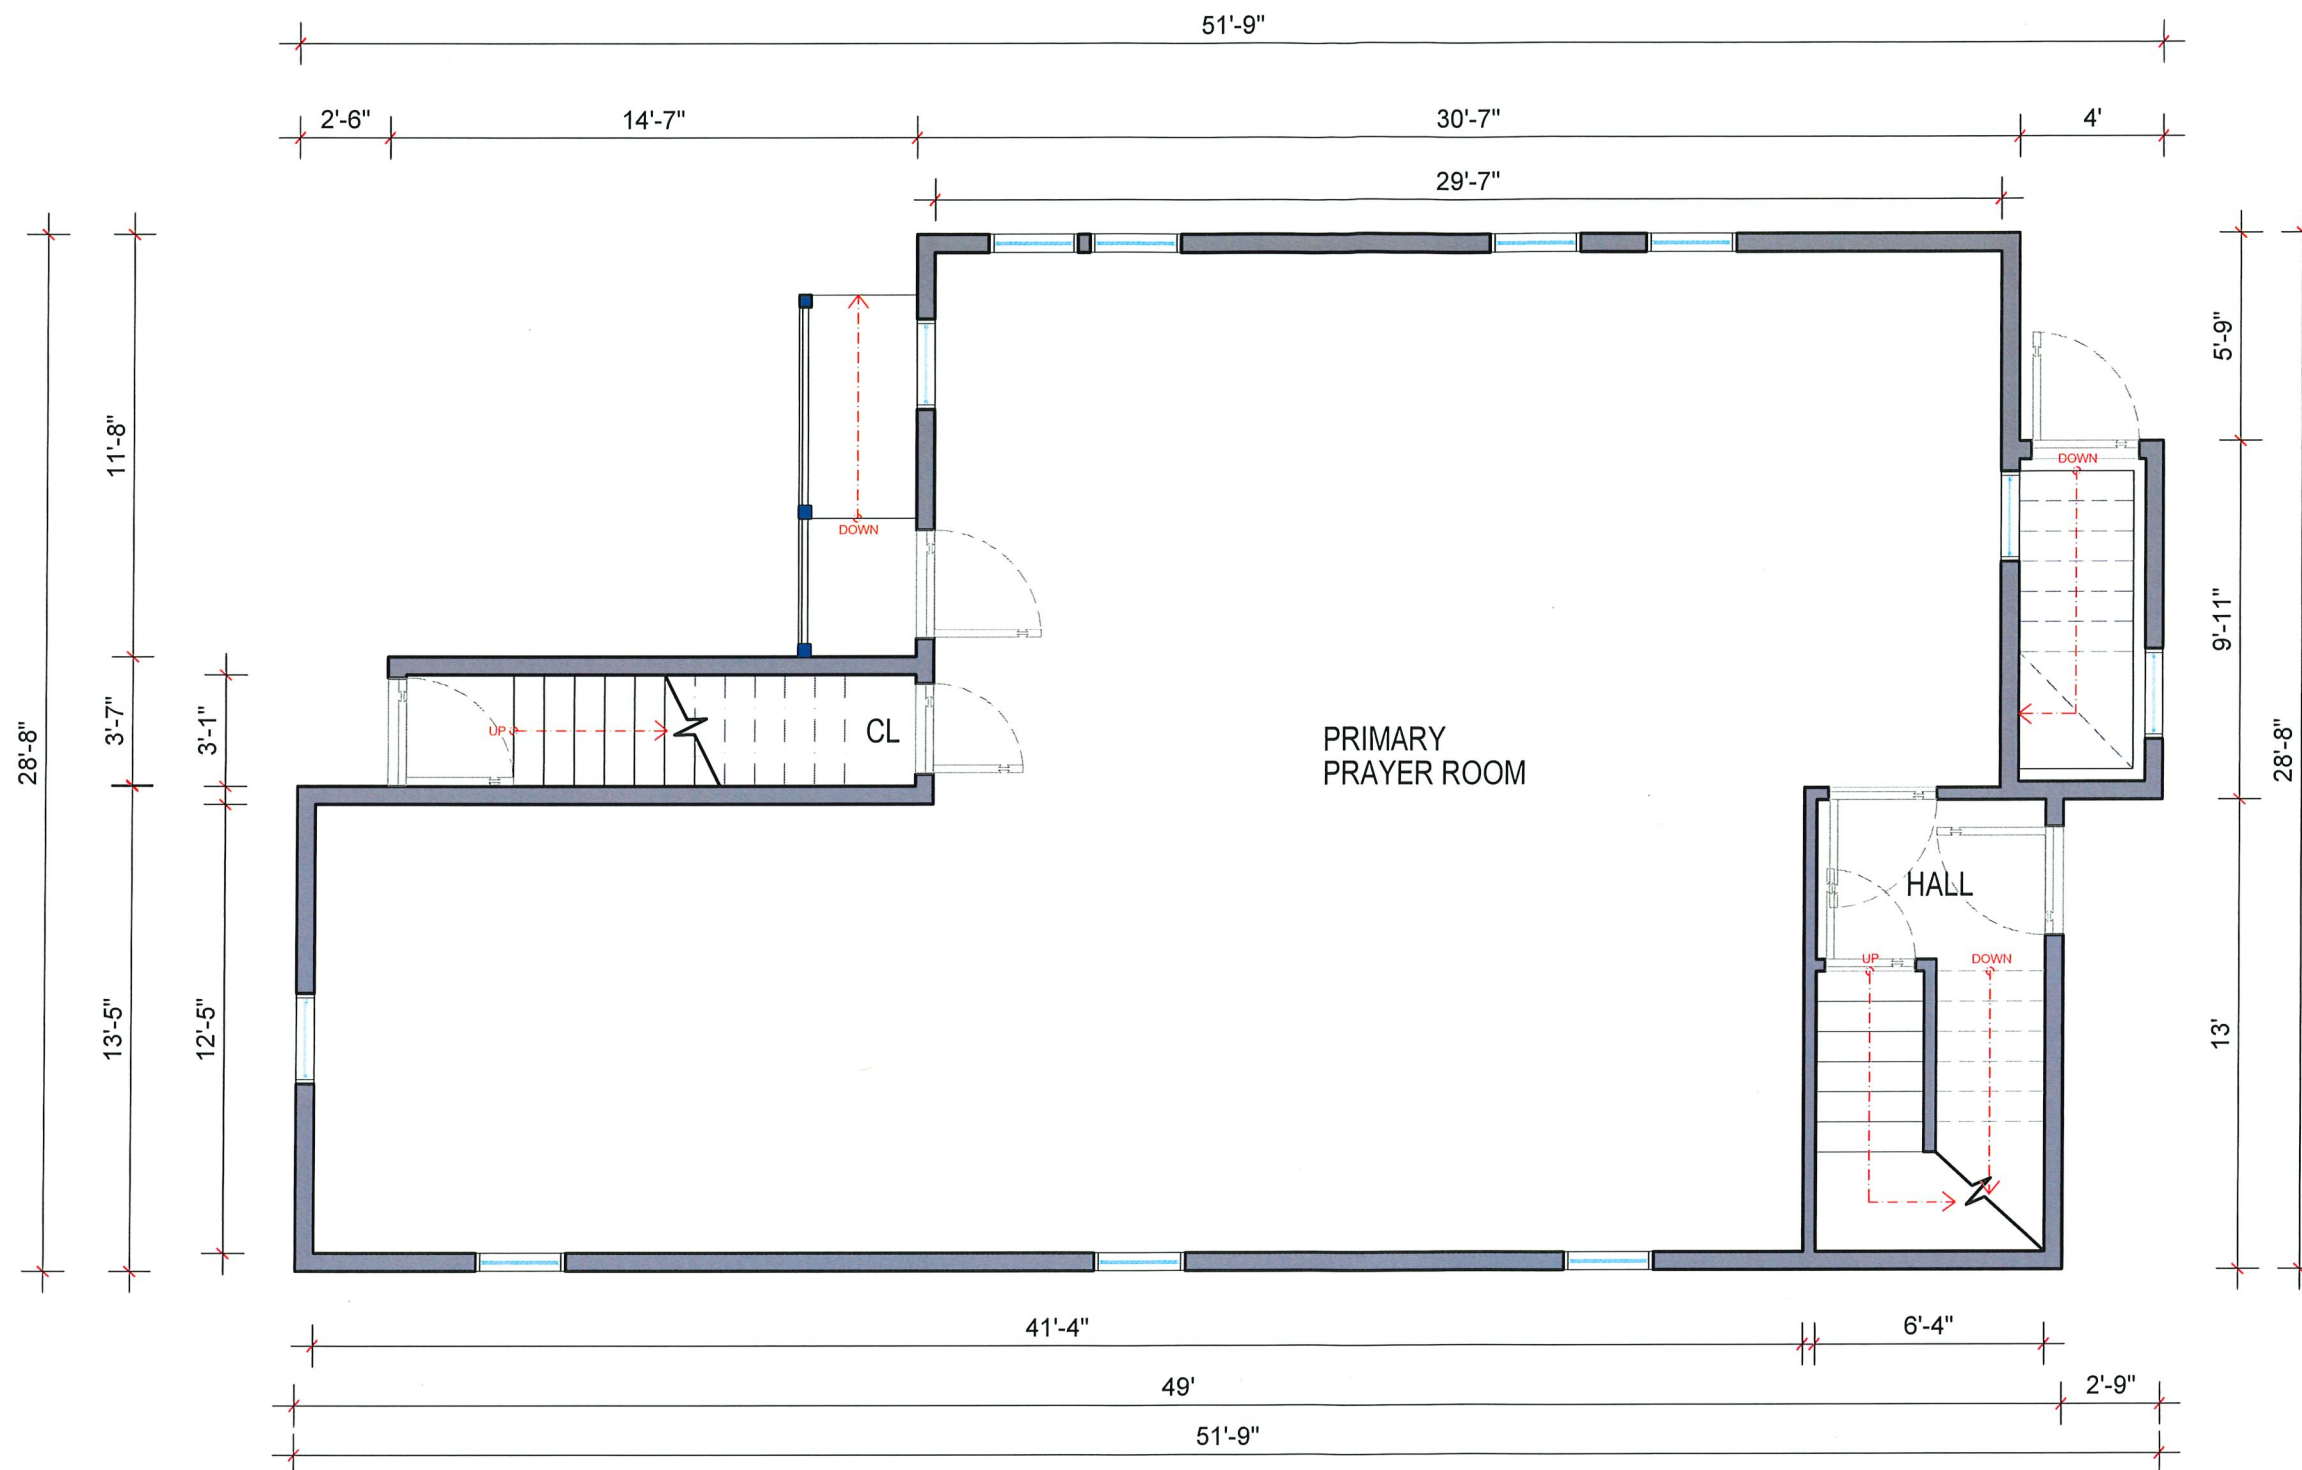 51'-9"
2'-6"
14'-7"
30'-7"
4'
29'-7"
28'-8"
11'-8"
3'-7"
3'-1"
13'-5"
12'-5"
5'-9"
9'-11"
13'
28'-8"
DOWN
DOWN
UP
CL
PRIMARY
PRAYER ROOM
HALL
UP
DOWN
41'-4"
6'-4"
49'
2'-9"
51'-9"